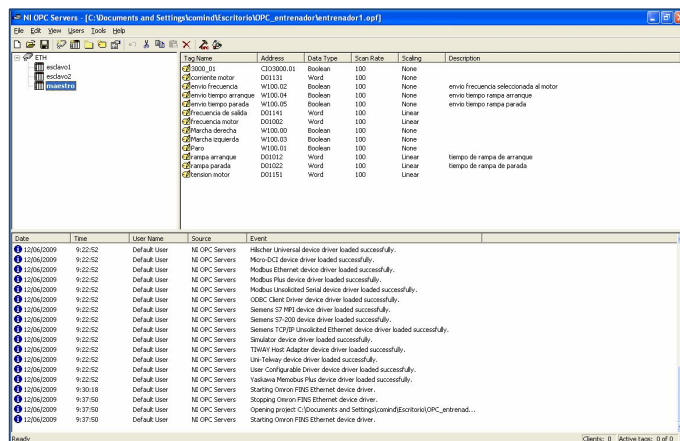 NI OPC Servers - [C:\Documents and Settings\comind\Escritorio\OPC_entrenador\entrenador1.opf]
File Edit View Users Tools Help
ETH
esclavo1
esclavo2
maestro
Tag Name Address Data Type Scan Rate Scaling Description
3000_01 CIO3000.01 Boolean 100 None
corriente motor D01131 Word 100 None
envio frecuencia W100.02 Boolean 100 None envio frecuencia seleccionada al motor
envio tiempo arranque W100.04 Boolean 100 None envio tiempo rampa arranque
envio tiempo parada W100.05 Boolean 100 None envio tiempo rampa parada
frecuencia de salida D01141 Word 100 Linear
frecuencia motor D01002 Word 100 Linear
Marcha derecha W100.00 Boolean 100 None
Marcha izquierda W100.03 Boolean 100 None
Paro W100.01 Boolean 100 None
rampa arranque D01012 Word 100 Linear tiempo de rampa de arranque
rampa parada D01022 Word 100 Linear tiempo de rampa de parada
tension motor D01151 Word 100 Linear
Date Time User Name Source Event
12/06/2009 9:22:52 Default User NI OPC Servers Hilscher Universal device driver loaded successfully.
12/06/2009 9:22:52 Default User NI OPC Servers Micro-DCI device driver loaded successfully.
12/06/2009 9:22:52 Default User NI OPC Servers Modbus Ethernet device driver loaded successfully.
12/06/2009 9:22:52 Default User NI OPC Servers Modbus Plus device driver loaded successfully.
12/06/2009 9:22:52 Default User NI OPC Servers Modbus Unsolicited Serial device driver loaded successfully.
12/06/2009 9:22:52 Default User NI OPC Servers ODBC Client Driver device driver loaded successfully.
12/06/2009 9:22:52 Default User NI OPC Servers Siemens S7 MPI device driver loaded successfully.
12/06/2009 9:22:52 Default User NI OPC Servers Siemens S7-200 device driver loaded successfully.
12/06/2009 9:22:52 Default User NI OPC Servers Siemens TCP/IP Unsolicited Ethernet device driver loaded successfully.
12/06/2009 9:22:52 Default User NI OPC Servers Simulator device driver loaded successfully.
12/06/2009 9:22:52 Default User NI OPC Servers TIWAY Host Adapter device driver loaded successfully.
12/06/2009 9:22:52 Default User NI OPC Servers Uni-Telway device driver loaded successfully.
12/06/2009 9:22:52 Default User NI OPC Servers User Configurable Driver device driver loaded successfully.
12/06/2009 9:22:52 Default User NI OPC Servers Yaskawa Memobus Plus device driver loaded successfully.
12/06/2009 9:30:18 Default User NI OPC Servers Starting Omron FINS Ethernet device driver.
12/06/2009 9:37:50 Default User NI OPC Servers Stopping Omron FINS Ethernet device driver.
12/06/2009 9:37:50 Default User NI OPC Servers Opening project C:\Documents and Settings\comind\Escritorio\OPC_entrenad...
12/06/2009 9:37:50 Default User NI OPC Servers Starting Omron FINS Ethernet device driver.
Ready Clients: 0 Active tags: 0 of 0